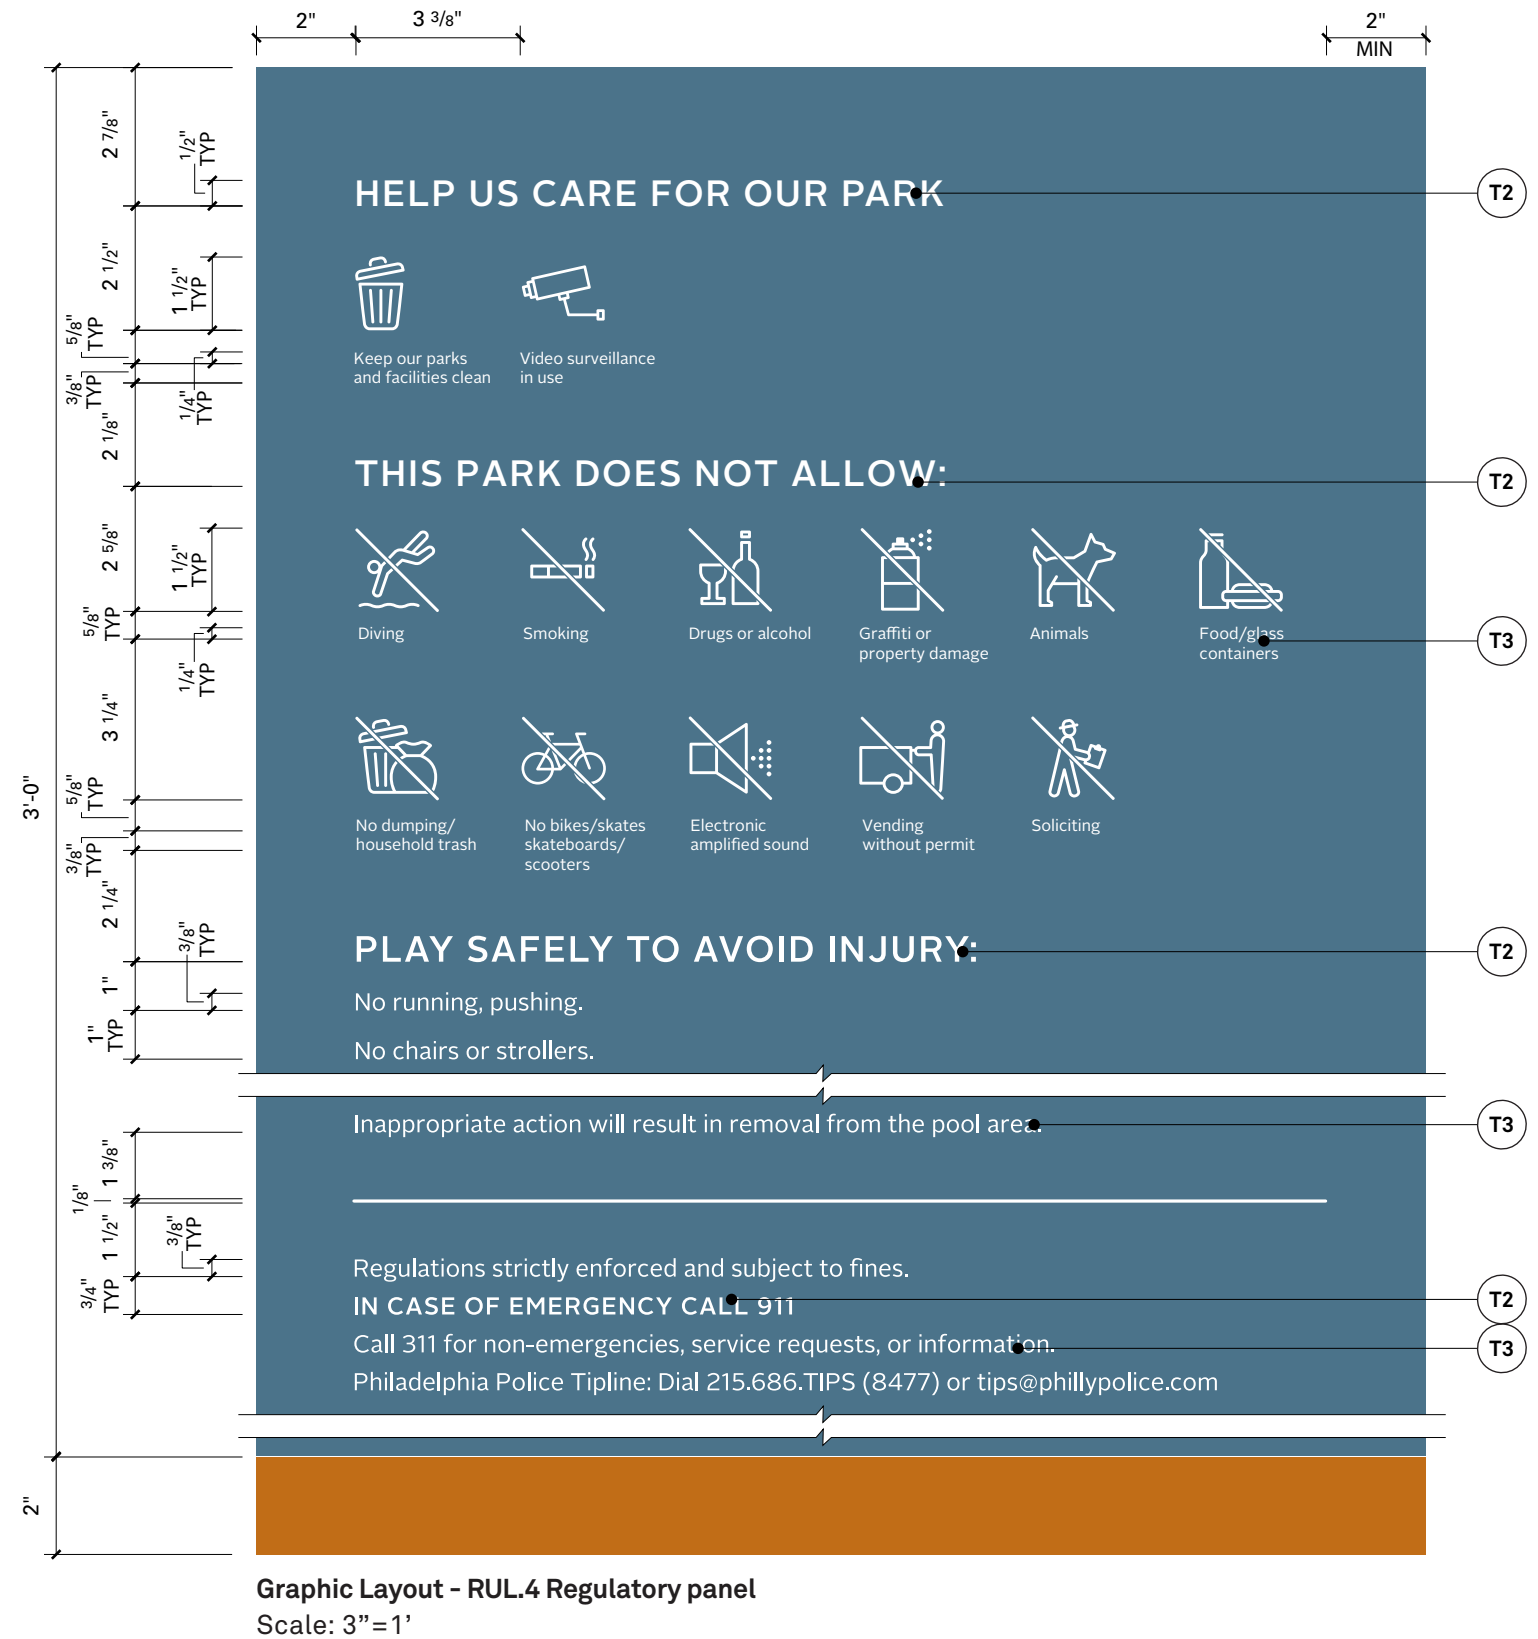 2" 3 3/8" 2"
MIN
3'-0"
2"
2 7/8"
1/2"
TYP
2 1/2"
1 1/2"
TYP
5/8"
TYP
3/8"
TYP
1/4"
TYP
2 1/8"
2 5/8"
1 1/2"
TYP
5/8"
TYP
1/4"
TYP
3 1/4"
5/8"
TYP
3/8"
TYP
2 1/4"
3/8"
TYP
1"
1"
TYP
1 3/8"
1/8"
1 1/2"
3/8"
TYP
3/4"
TYP
HELP US CARE FOR OUR PARK
T2
Keep our parks
and facilities clean
Video surveillance
in use
THIS PARK DOES NOT ALLOW:
T2
Diving
Smoking
Drugs or alcohol
Graffiti or
property damage
Animals
Food/glass
containers
T3
No dumping/
household trash
No bikes/skates
skateboards/
scooters
Electronic
amplified sound
Vending
without permit
Soliciting
PLAY SAFELY TO AVOID INJURY:
T2
No running, pushing.
No chairs or strollers.
Inappropriate action will result in removal from the pool area.
T3
Regulations strictly enforced and subject to fines.
IN CASE OF EMERGENCY CALL 911
T2
Call 311 for non-emergencies, service requests, or information.
T3
Philadelphia Police Tipline: Dial 215.686.TIPS (8477) or tips@phillypolice.com
Graphic Layout - RUL.4 Regulatory panel
Scale: 3”=1’